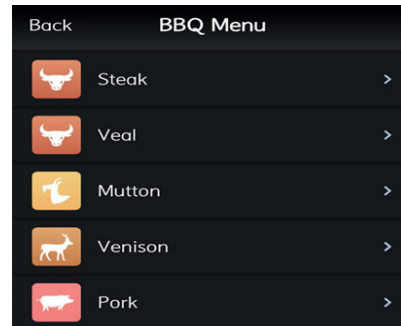 Back BBQ Menu
Steak
Veal
Mutton
Venison
Pork